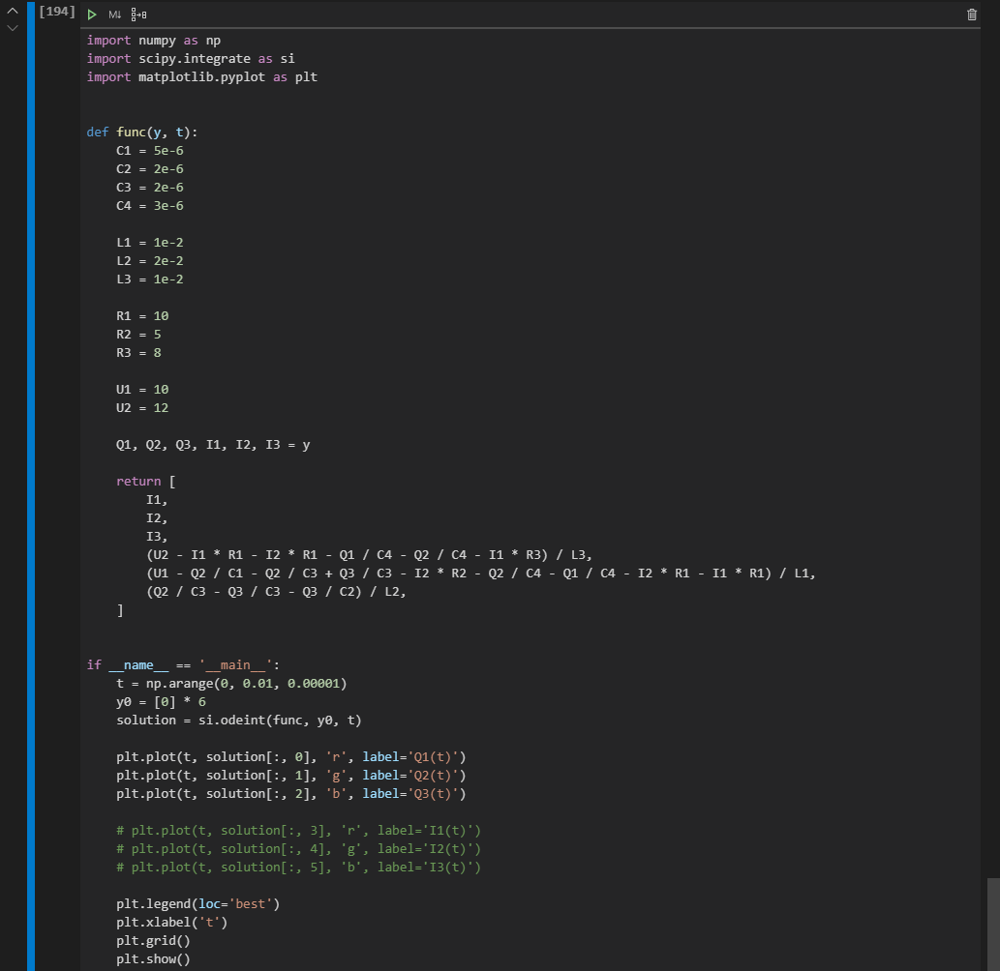 [194]
M↓
import numpy as np
import scipy.integrate as si
import matplotlib.pyplot as plt
def func(y, t):
    C1 = 5e-6
    C2 = 2e-6
    C3 = 2e-6
    C4 = 3e-6
    L1 = 1e-2
    L2 = 2e-2
    L3 = 1e-2
    R1 = 10
    R2 = 5
    R3 = 8
    U1 = 10
    U2 = 12
    Q1, Q2, Q3, I1, I2, I3 = y
    return [
        I1,
        I2,
        I3,
        (U2 - I1 * R1 - I2 * R1 - Q1 / C4 - Q2 / C4 - I1 * R3) / L3,
        (U1 - Q2 / C1 - Q2 / C3 + Q3 / C3 - I2 * R2 - Q2 / C4 - Q1 / C4 - I2 * R1 - I1 * R1) / L1,
        (Q2 / C3 - Q3 / C3 - Q3 / C2) / L2,
    ]
if __name__ == '__main__':
    t = np.arange(0, 0.01, 0.00001)
    y0 = [0] * 6
    solution = si.odeint(func, y0, t)
    plt.plot(t, solution[:, 0], 'r', label='Q1(t)')
    plt.plot(t, solution[:, 1], 'g', label='Q2(t)')
    plt.plot(t, solution[:, 2], 'b', label='Q3(t)')
    # plt.plot(t, solution[:, 3], 'r', label='I1(t)')
    # plt.plot(t, solution[:, 4], 'g', label='I2(t)')
    # plt.plot(t, solution[:, 5], 'b', label='I3(t)')
    plt.legend(loc='best')
    plt.xlabel('t')
    plt.grid()
    plt.show()